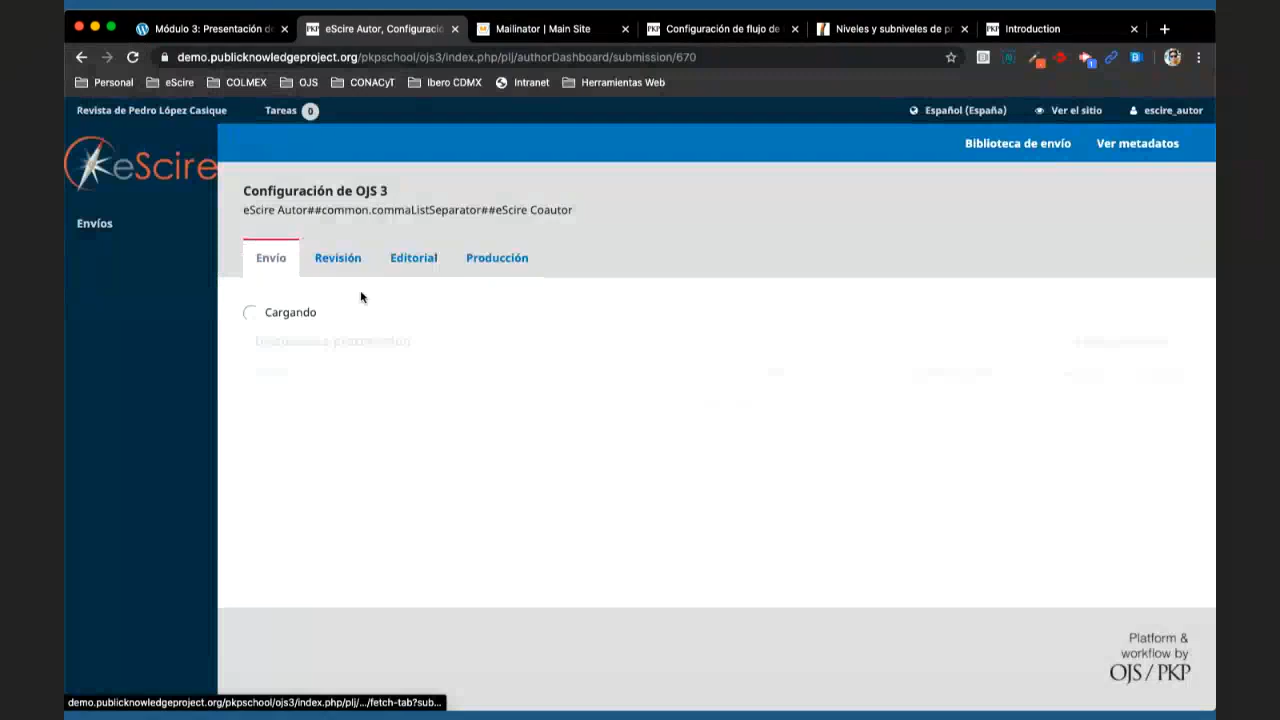 Módulo 3: Presentación de
eScire Autor, Configuració
Mailinator | Main Site
Configuración de flujo de
Niveles y subniveles de p
Introduction
demo.publicknowledgeproject.org/pkpschool/ojs3/index.php/plj/authorDashboard/submission/670
Personal
eScire
COLMEX
OJS
CONACyT
Ibero CDMX
Intranet
Herramientas Web
Revista de Pedro López Casique
Tareas 0
Español (España)
Ver el sitio
escire_autor
eScire
Biblioteca de envío
Ver metadatos
Envíos
Configuración de OJS 3
eScire Autor##common.commaListSeparator##eScire Coautor
Envío
Revisión
Editorial
Producción
Cargando
Platform &
workflow by
OJS / PKP
demo.publicknowledgeproject.org/pkpschool/ojs3/index.php/plj/.../fetch-tab?sub...